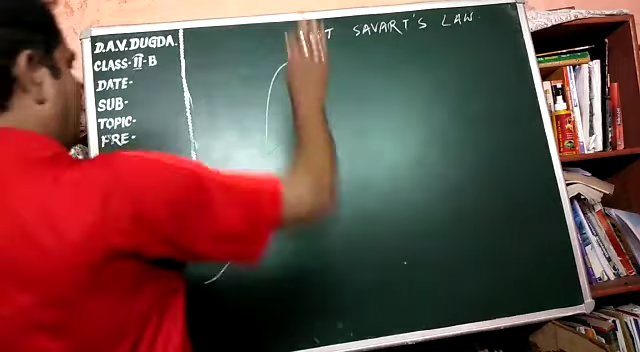 T SAVART'S LAW.
D.A.V. DUGDA.
CLASS-II-B
DATE-
SUB-
TOPIC-
PRE-